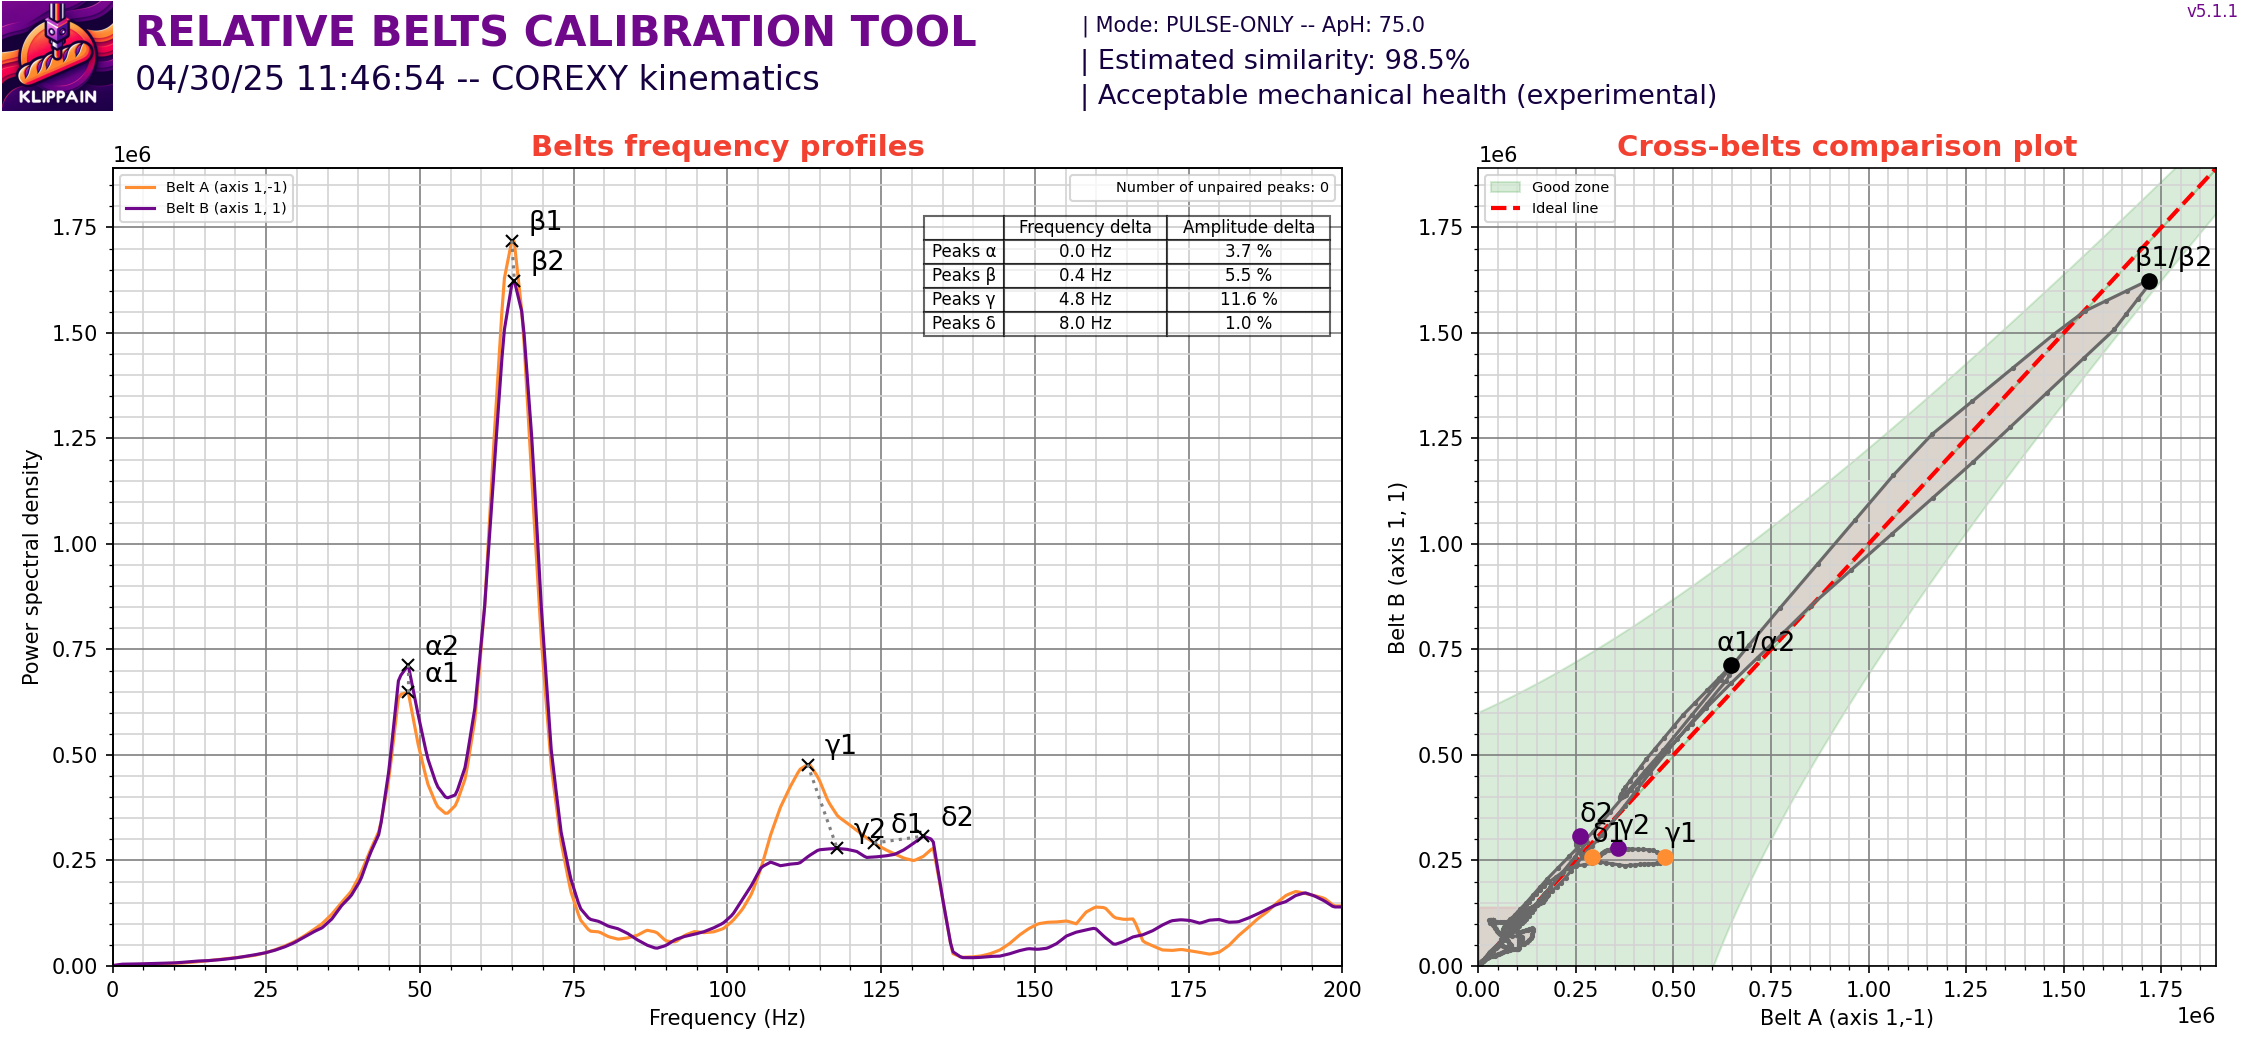 KLIPPAIN
RELATIVE BELTS CALIBRATION TOOL
04/30/25 11:46:54 -- COREXY kinematics
| Mode: PULSE-ONLY -- ApH: 75.0
| Estimated similarity: 98.5%
| Acceptable mechanical health (experimental)
v5.1.1
Belts frequency profiles
1e6
Belt A (axis 1,-1)
Belt B (axis 1, 1)
Number of unpaired peaks: 0
Frequency delta Amplitude delta
Peaks α 0.0 Hz 3.7 %
Peaks β 0.4 Hz 5.5 %
Peaks γ 4.8 Hz 11.6 %
Peaks δ 8.0 Hz 1.0 %
β1
β2
α2
α1
γ1
γ2 δ1 δ2
1.75
1.50
1.25
1.00
0.75
0.50
0.25
0.00
Power spectral density
0 25 50 75 100 125 150 175 200
Frequency (Hz)
Cross-belts comparison plot
1e6
Good zone
Ideal line
β1/β2
α1/α2
δ2
δ1 γ2 γ1
1.75
1.50
1.25
1.00
0.75
0.50
0.25
0.00
Belt B (axis 1, 1)
0.00 0.25 0.50 0.75 1.00 1.25 1.50 1.75
Belt A (axis 1,-1)
1e6